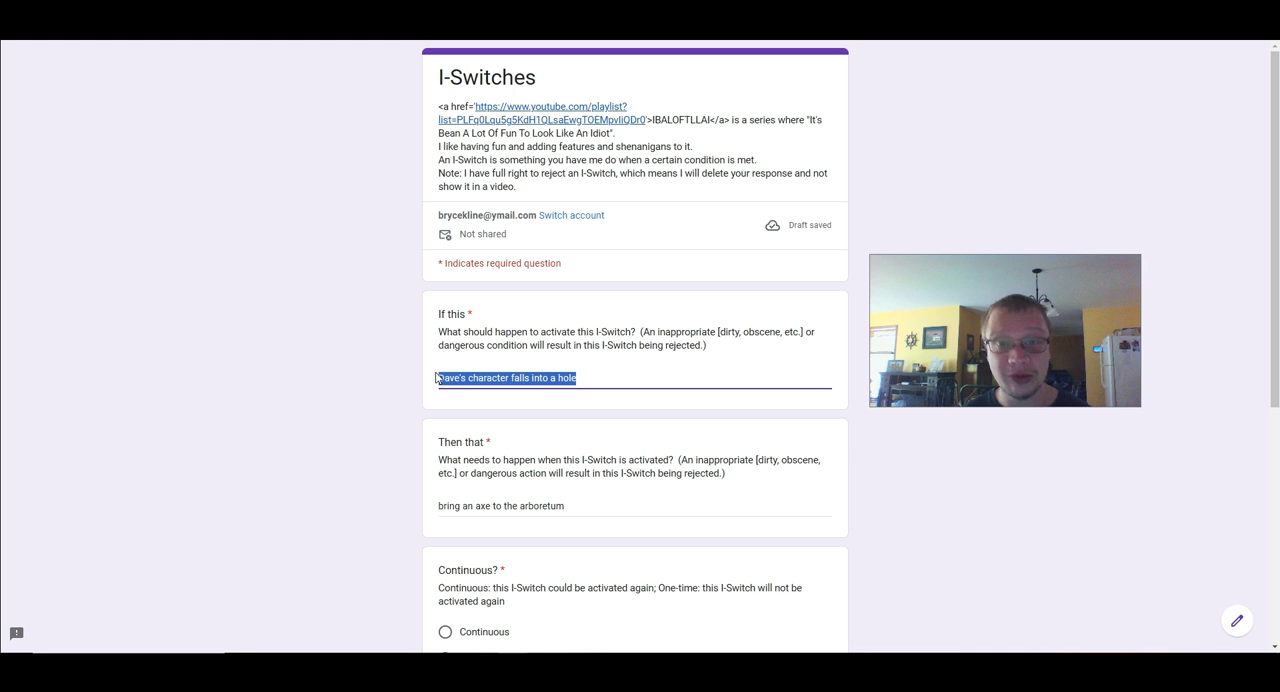 I-Switches
<a href='https://www.youtube.com/playlist?
list=PLFq0Lqu5g5KdH1QLsaEwgTOEMpvIiQDr0'>IBALOFTLLAI</a> is a series where "It's
Bean A Lot Of Fun To Look Like An Idiot".
I like having fun and adding features and shenanigans to it.
An I-Switch is something you have me do when a certain condition is met.
Note: I have full right to reject an I-Switch, which means I will delete your response and not
show it in a video.
brycekline@ymail.com Switch account
Draft saved
Not shared
* Indicates required question
If this *
What should happen to activate this I-Switch? (An inappropriate [dirty, obscene, etc.] or
dangerous condition will result in this I-Switch being rejected.)
Dave's character falls into a hole
Then that *
What needs to happen when this I-Switch is activated? (An inappropriate [dirty, obscene,
etc.] or dangerous action will result in this I-Switch being rejected.)
bring an axe to the arboretum
Continuous? *
Continuous: this I-Switch could be activated again; One-time: this I-Switch will not be
activated again
Continuous